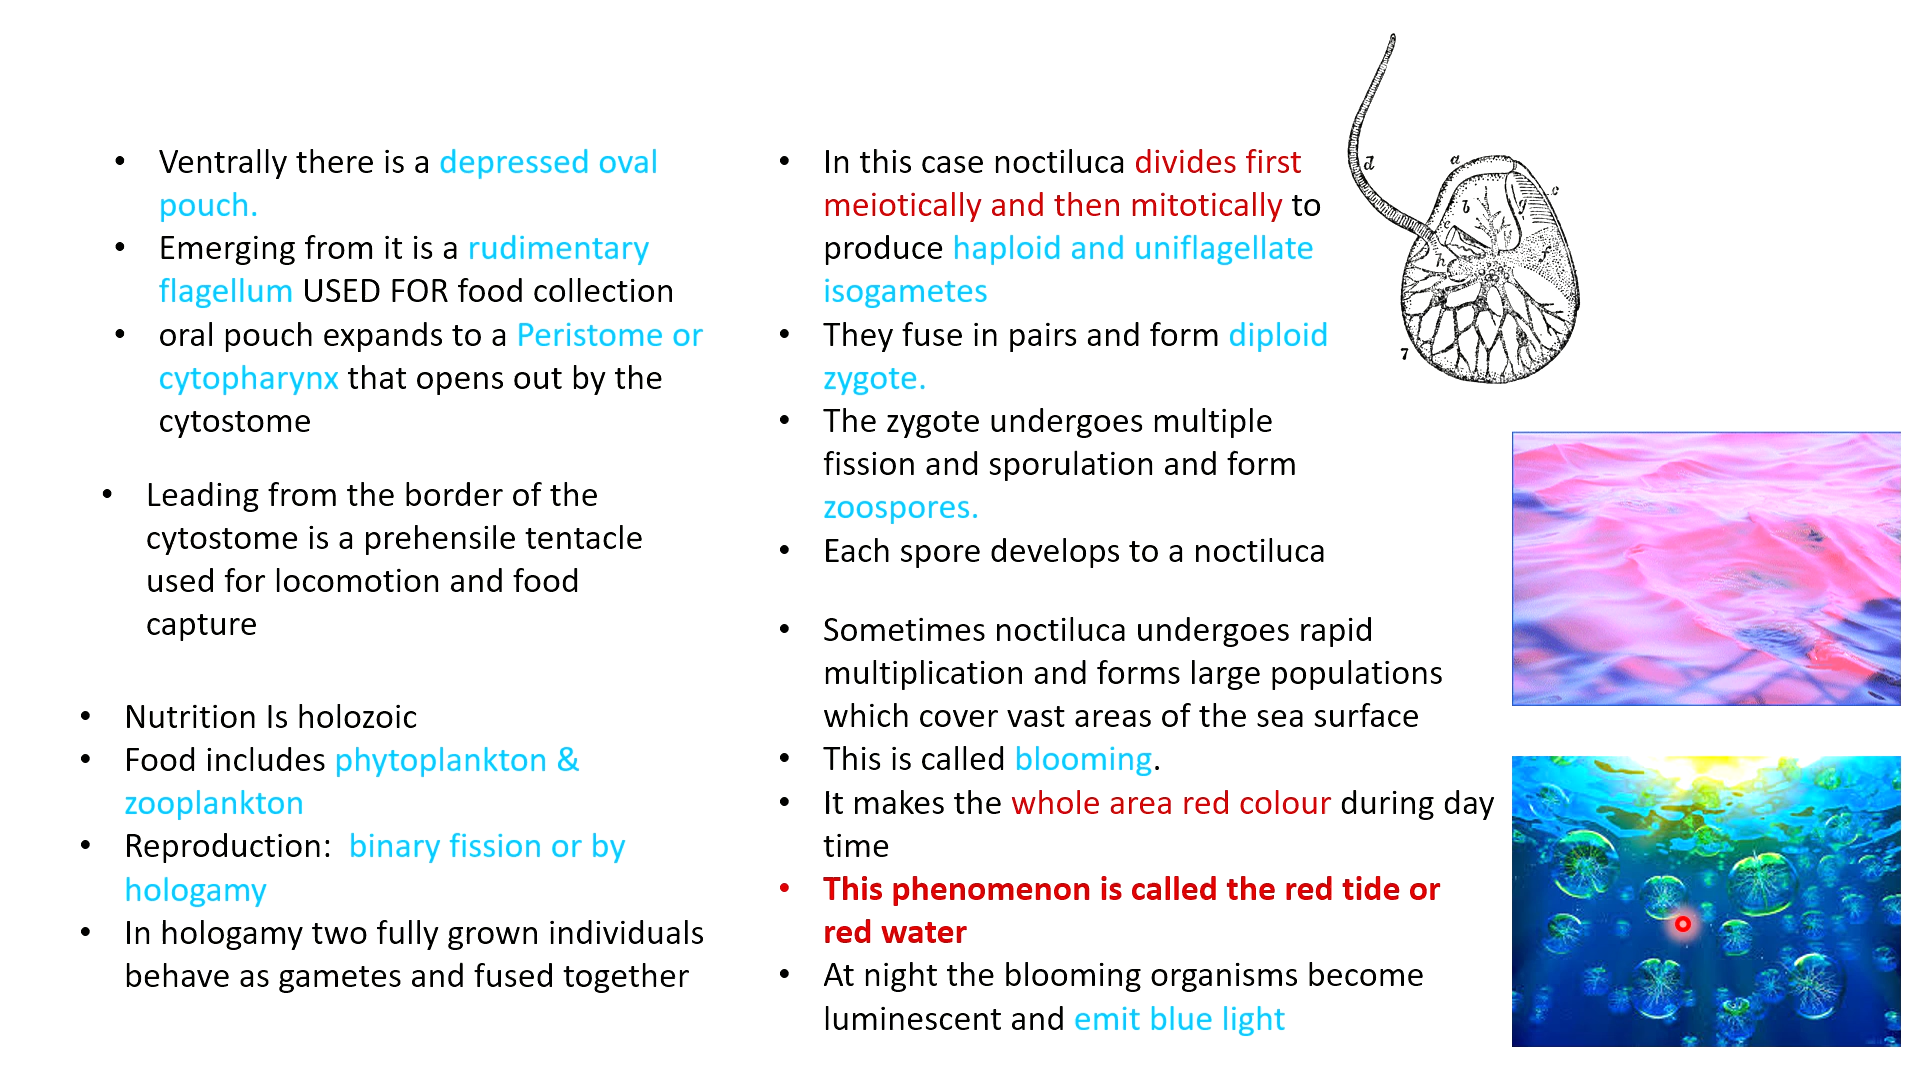 • Ventrally there is a depressed oval
pouch.
• Emerging from it is a rudimentary
flagellum USED FOR food collection
• oral pouch expands to a Peristome or
cytopharynx that opens out by the
cytostome
• Leading from the border of the
cytostome is a prehensile tentacle
used for locomotion and food
capture
• Nutrition Is holozoic
• Food includes phytoplankton &
zooplankton
• Reproduction: binary fission or by
hologamy
• In hologamy two fully grown individuals
behave as gametes and fused together
• In this case noctiluca divides first
meiotically and then mitotically to
produce haploid and uniflagellate
isogametes
• They fuse in pairs and form diploid
zygote.
• The zygote undergoes multiple
fission and sporulation and form
zoospores.
• Each spore develops to a noctiluca
• Sometimes noctiluca undergoes rapid
multiplication and forms large populations
which cover vast areas of the sea surface
• This is called blooming.
• It makes the whole area red colour during day
time
• This phenomenon is called the red tide or
red water
• At night the blooming organisms become
luminescent and emit blue light
d
a
c
b
g
e
h
f
7